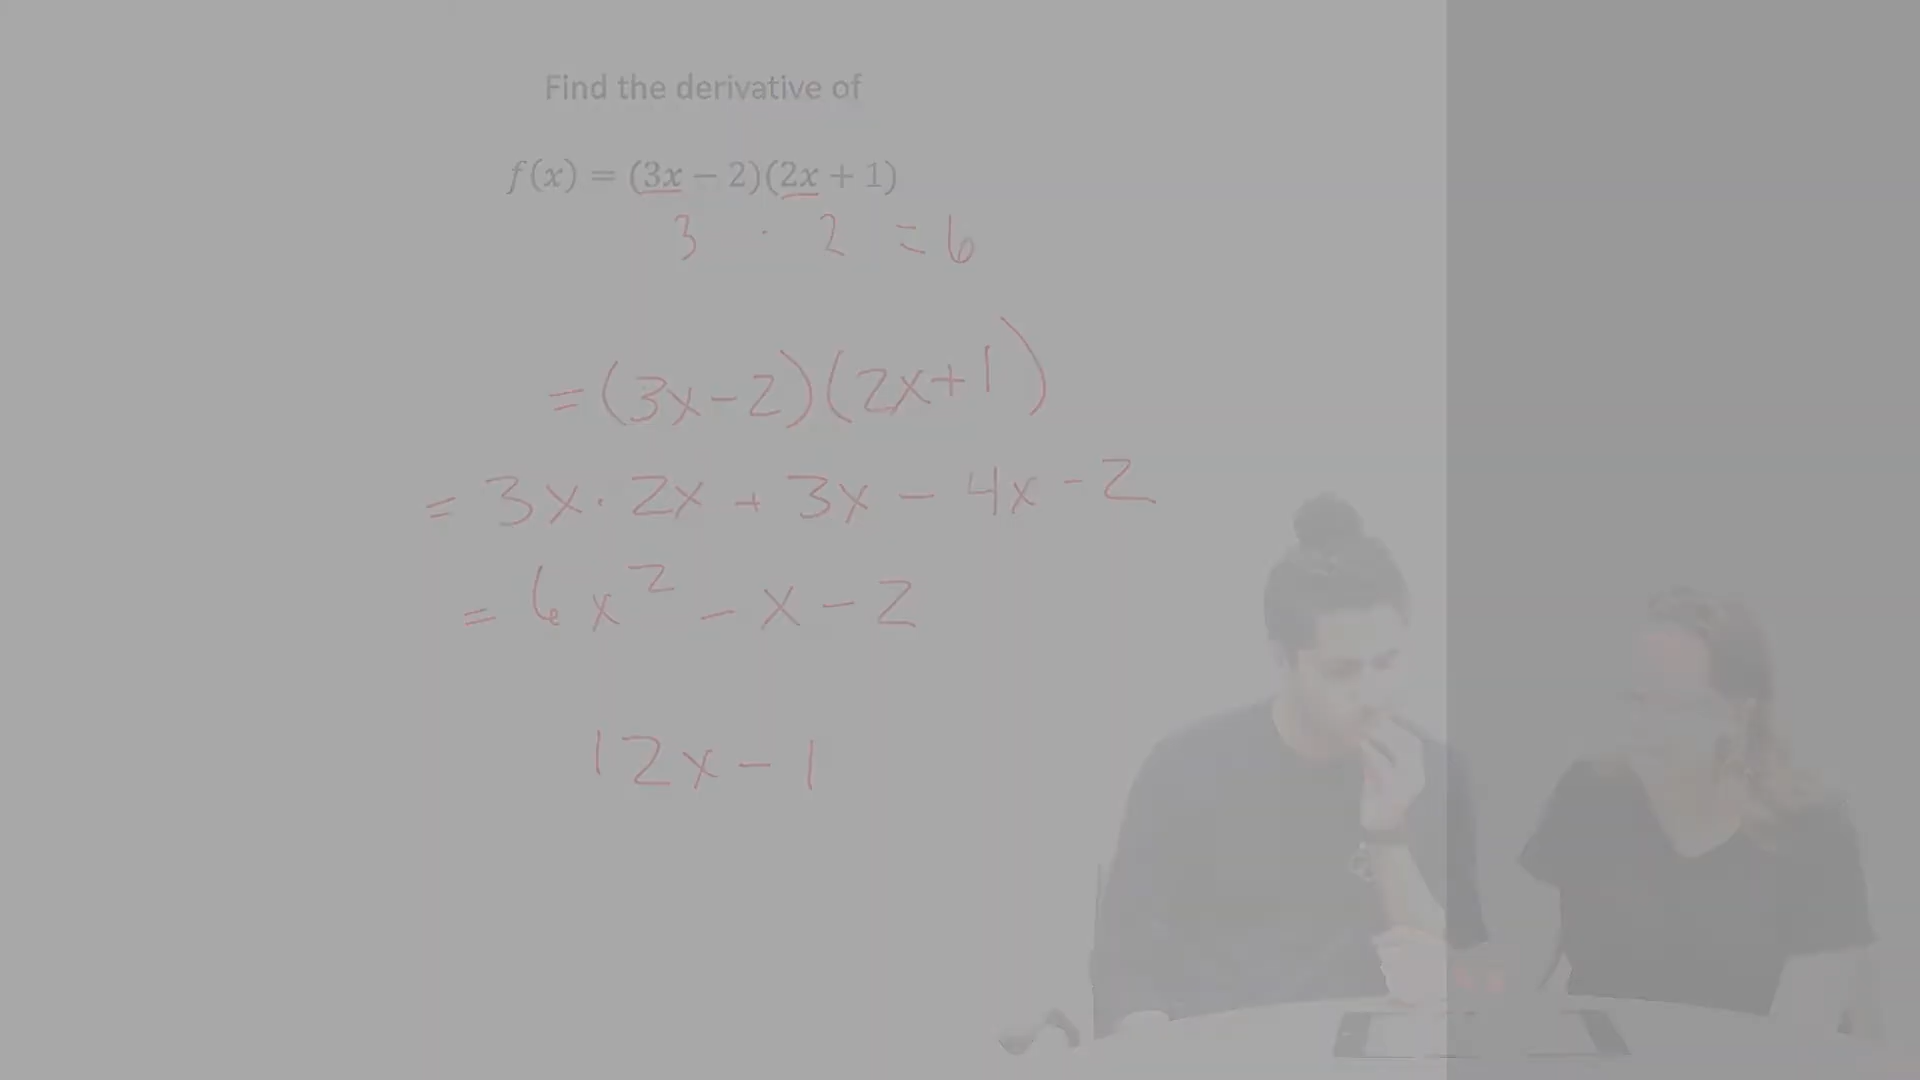 Find the derivative of
f(x) = (3x − 2)(2x + 1)
3 · 2 = 6
= (3x − 2)(2x + 1)
= 3x · 2x + 3x − 4x − 2
= 6x² − x − 2
12x − 1